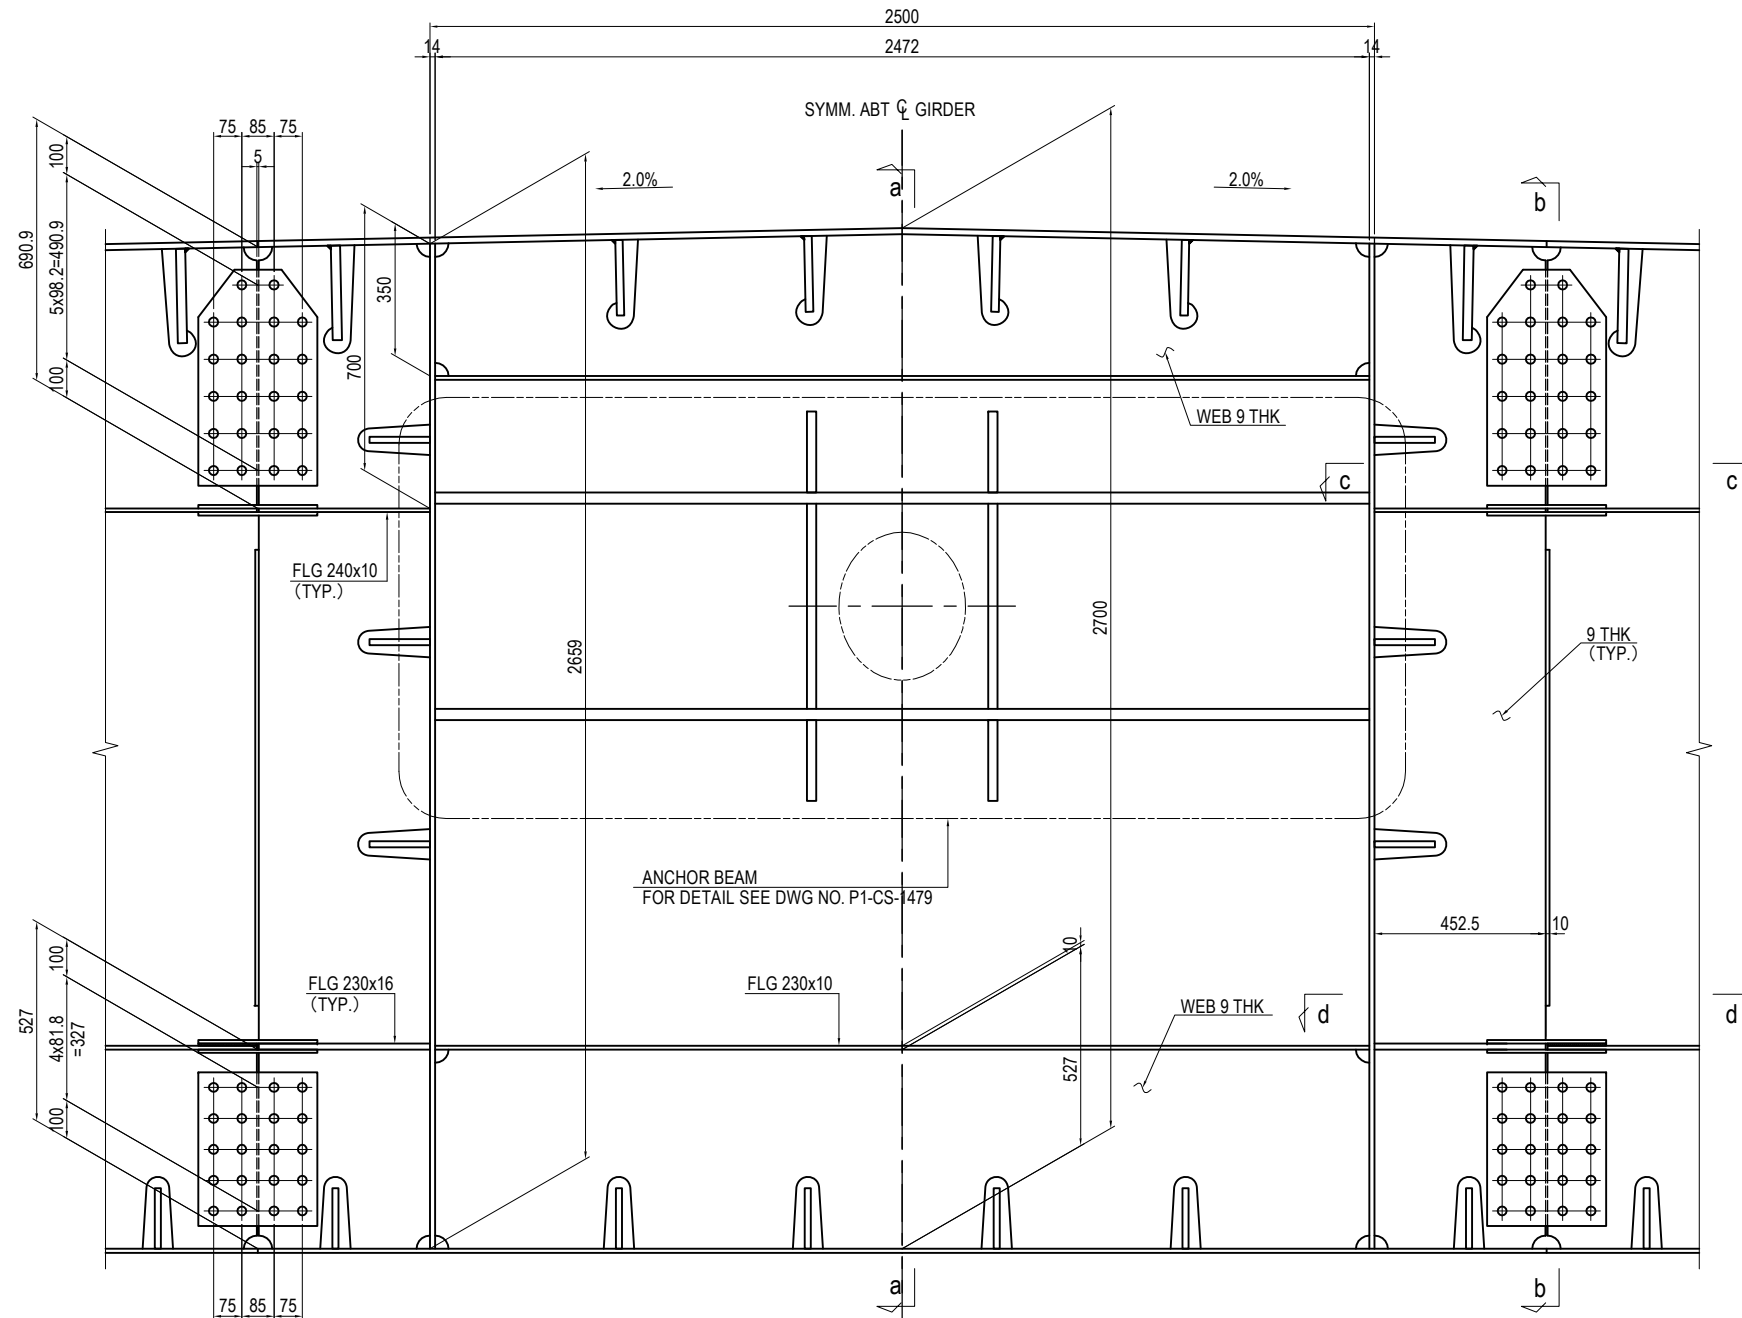 2500
14 2472 14
SYMM. ABT ℄ GIRDER
75 85 75
5
2.0% 2.0%
a
b
100
5x98.2=490.9
100
690.9
350
700
WEB 9 THK
c
c
FLG 240x10
(TYP.)
2659
2700
9 THK
(TYP.)
ANCHOR BEAM
FOR DETAIL SEE DWG NO. P1-CS-1479
452.5 10
10
527
FLG 230x16
(TYP.)
FLG 230x10
WEB 9 THK
d
d
100
4x81.8
=327
100
527
a
b
75 85 75